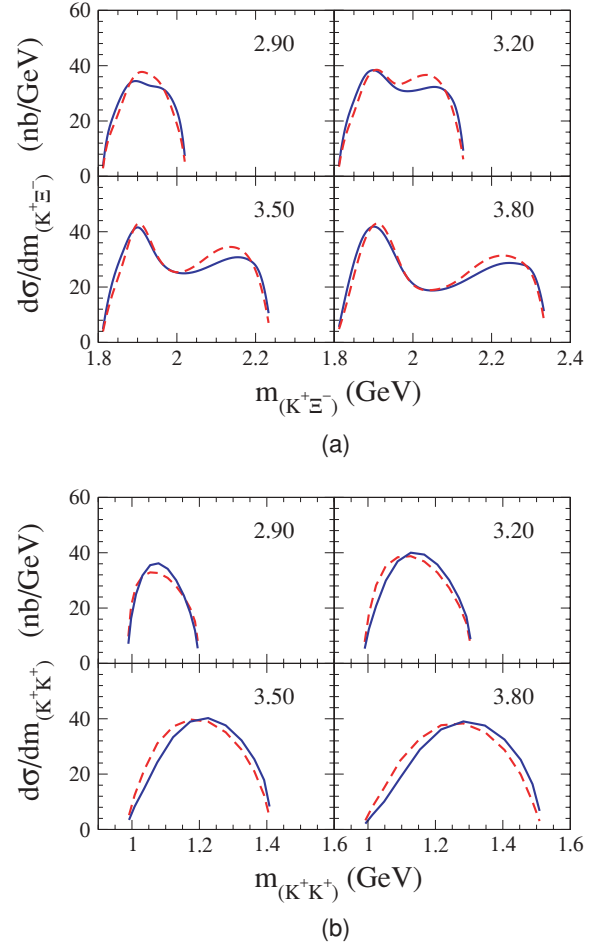 2.90 3.20
60
40
20
0
(nb/GeV)
3.50 3.80
40
20
0
dσ/dm(K⁺Ξ⁻)
1.8 2 2.2 1.8 2 2.2 2.4
m(K⁺Ξ⁻) (GeV)
(a)
2.90 3.20
60
40
20
0
(nb/GeV)
3.50 3.80
40
20
0
dσ/dm(K⁺K⁺)
1 1.2 1.4 1.6 1 1.2 1.4 1.6
m(K⁺K⁺) (GeV)
(b)